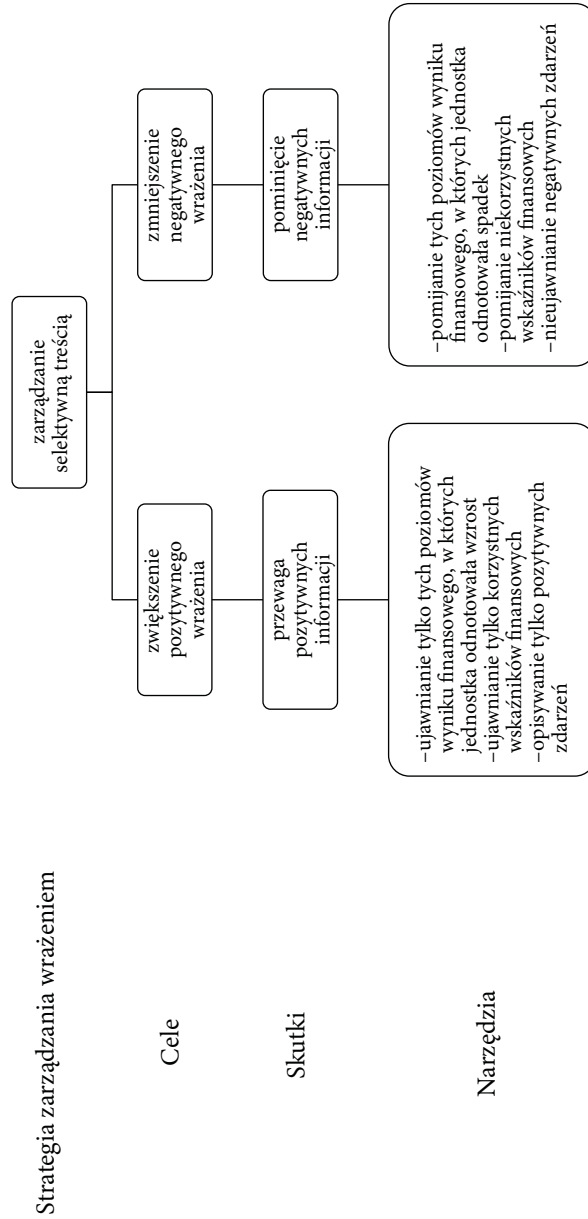 Strategia zarządzania wrażeniem
zarządzanie
selektywną treścią
Cele
zwiększenie
pozytywnego
wrażenia
zmniejszenie
negatywnego
wrażenia
Skutki
przewaga
pozytywnych
informacji
pominięcie
negatywnych
informacji
Narzędzia
–ujawnianie tylko tych poziomów
wyniku finansowego, w których
jednostka odnotowała wzrost
–ujawnianie tylko korzystnych
wskaźników finansowych
–opisywanie tylko pozytywnych
zdarzeń
–pomijanie tych poziomów wyniku
finansowego, w których jednostka
odnotowała spadek
–pomijanie niekorzystnych
wskaźników finansowych
–nieujawnianie negatywnych zdarzeń